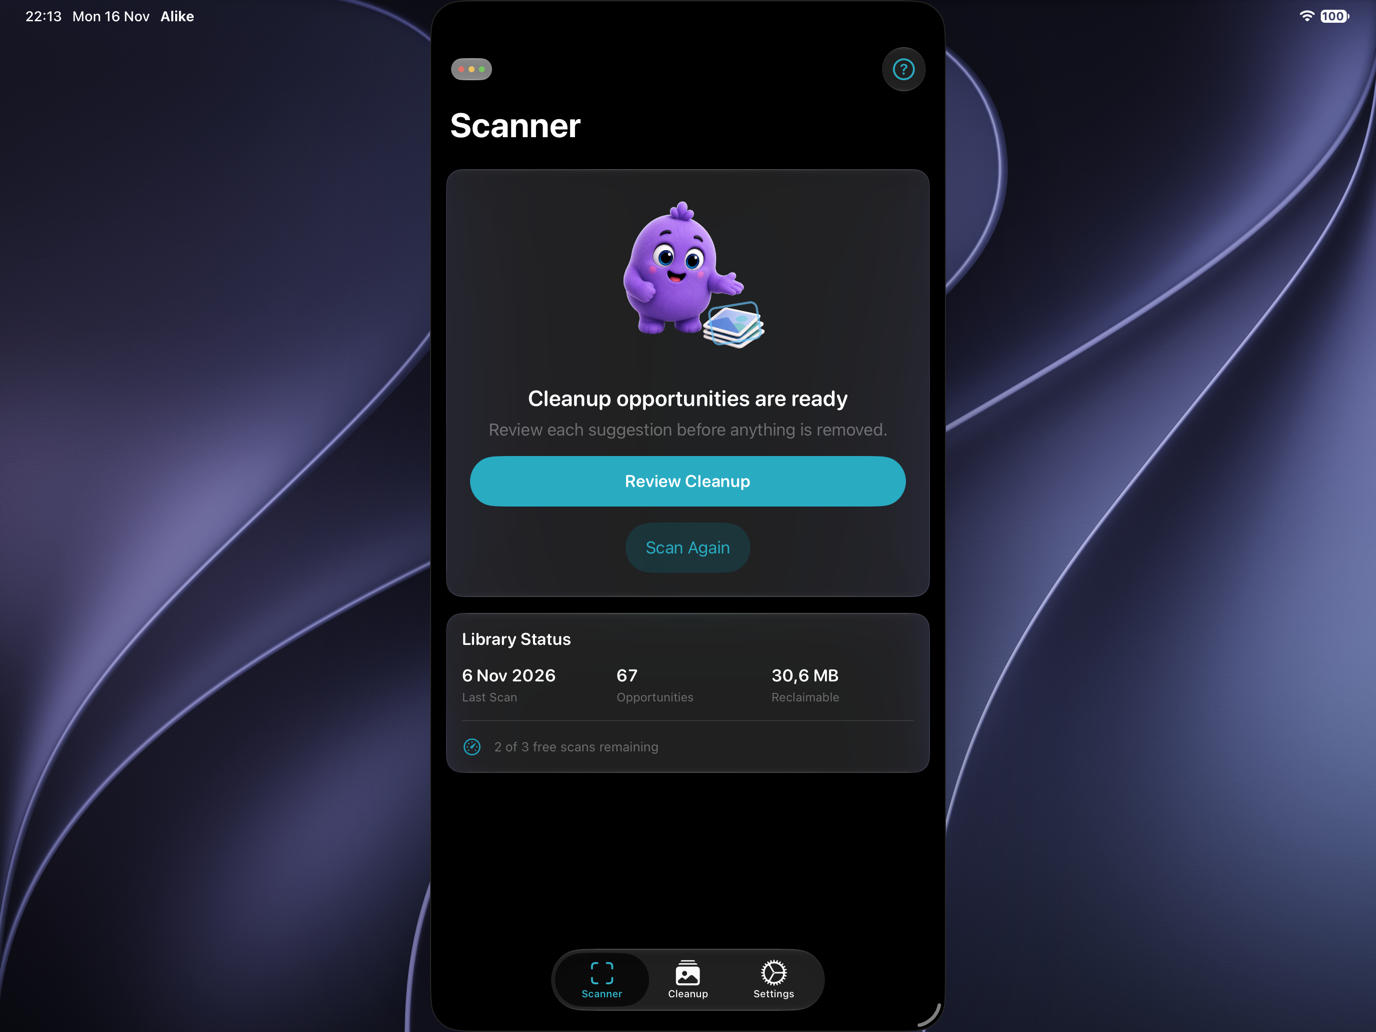 22:13 Mon 16 Nov Alike
100
Scanner
Cleanup opportunities are ready
Review each suggestion before anything is removed.
Review Cleanup
Scan Again
Library Status
6 Nov 2026 67 30,6 MB
Last Scan Opportunities Reclaimable
2 of 3 free scans remaining
Scanner Cleanup Settings